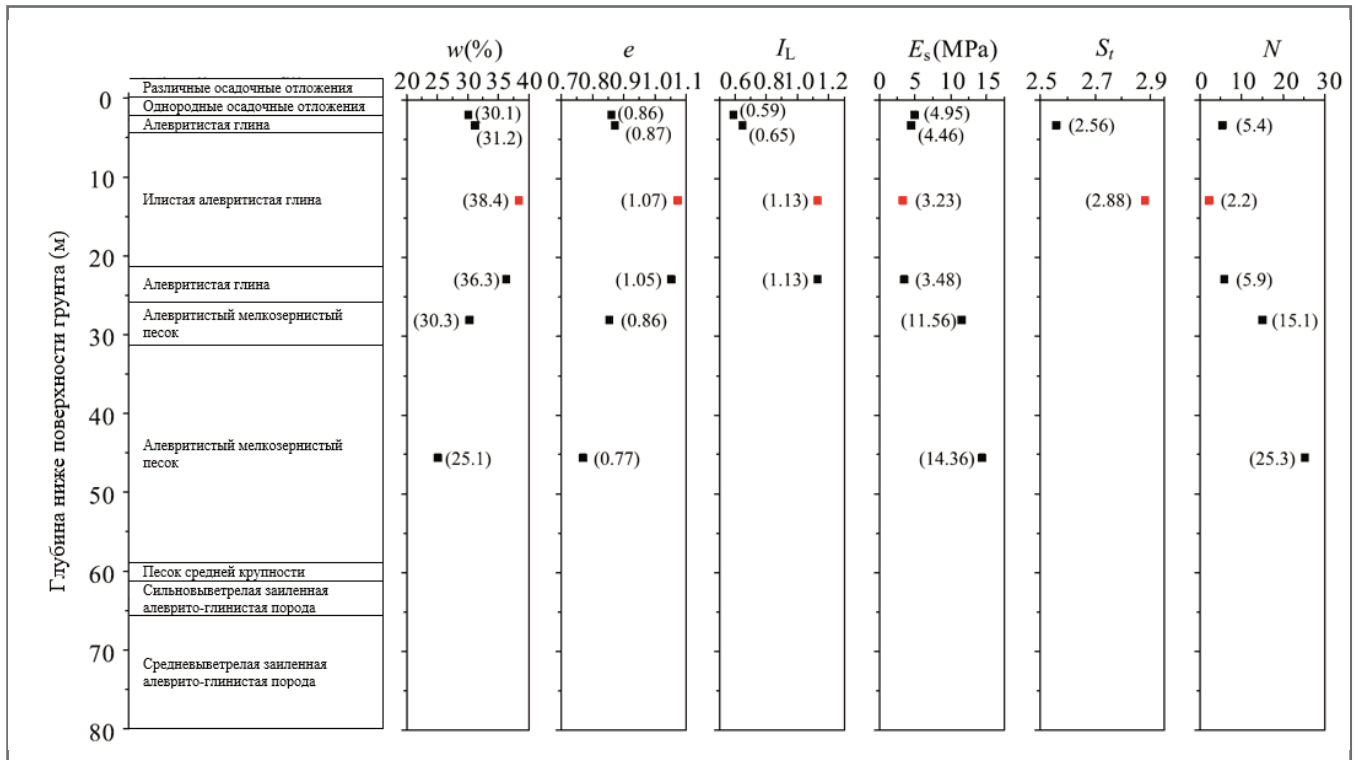 w(%) e I_L E_s(MPa) S_t N
20 25 30 35 40 0.70.80.91.01.1 0.60.81.01.2 0 5 10 15 2.5 2.7 2.9 0 10 20 30
Различные осадочные отложения
0
Однородные осадочные отложения
(30.1) (0.86) (0.59) (4.95)
Алевритистая глина
(2.56) (5.4)
(31.2) (0.87) (0.65) (4.46)
10
Илистая алевритистая глина
(38.4) (1.07) (1.13) (3.23) (2.88) (2.2)
20
Алевритистая глина
(36.3) (1.05) (1.13) (3.48) (5.9)
Алевритистый мелкозернистый
песок
(30.3) (0.86) (11.56) (15.1)
30
40
Алевритистый мелкозернистый
песок
(25.1) (0.77) (14.36) (25.3)
50
60
Песок средней крупности
Сильновыветрелая заиленная
алеврито-глинистая порода
70
Средневыветрелая заиленная
алеврито-глинистая порода
80
Глубина ниже поверхности грунта (м)